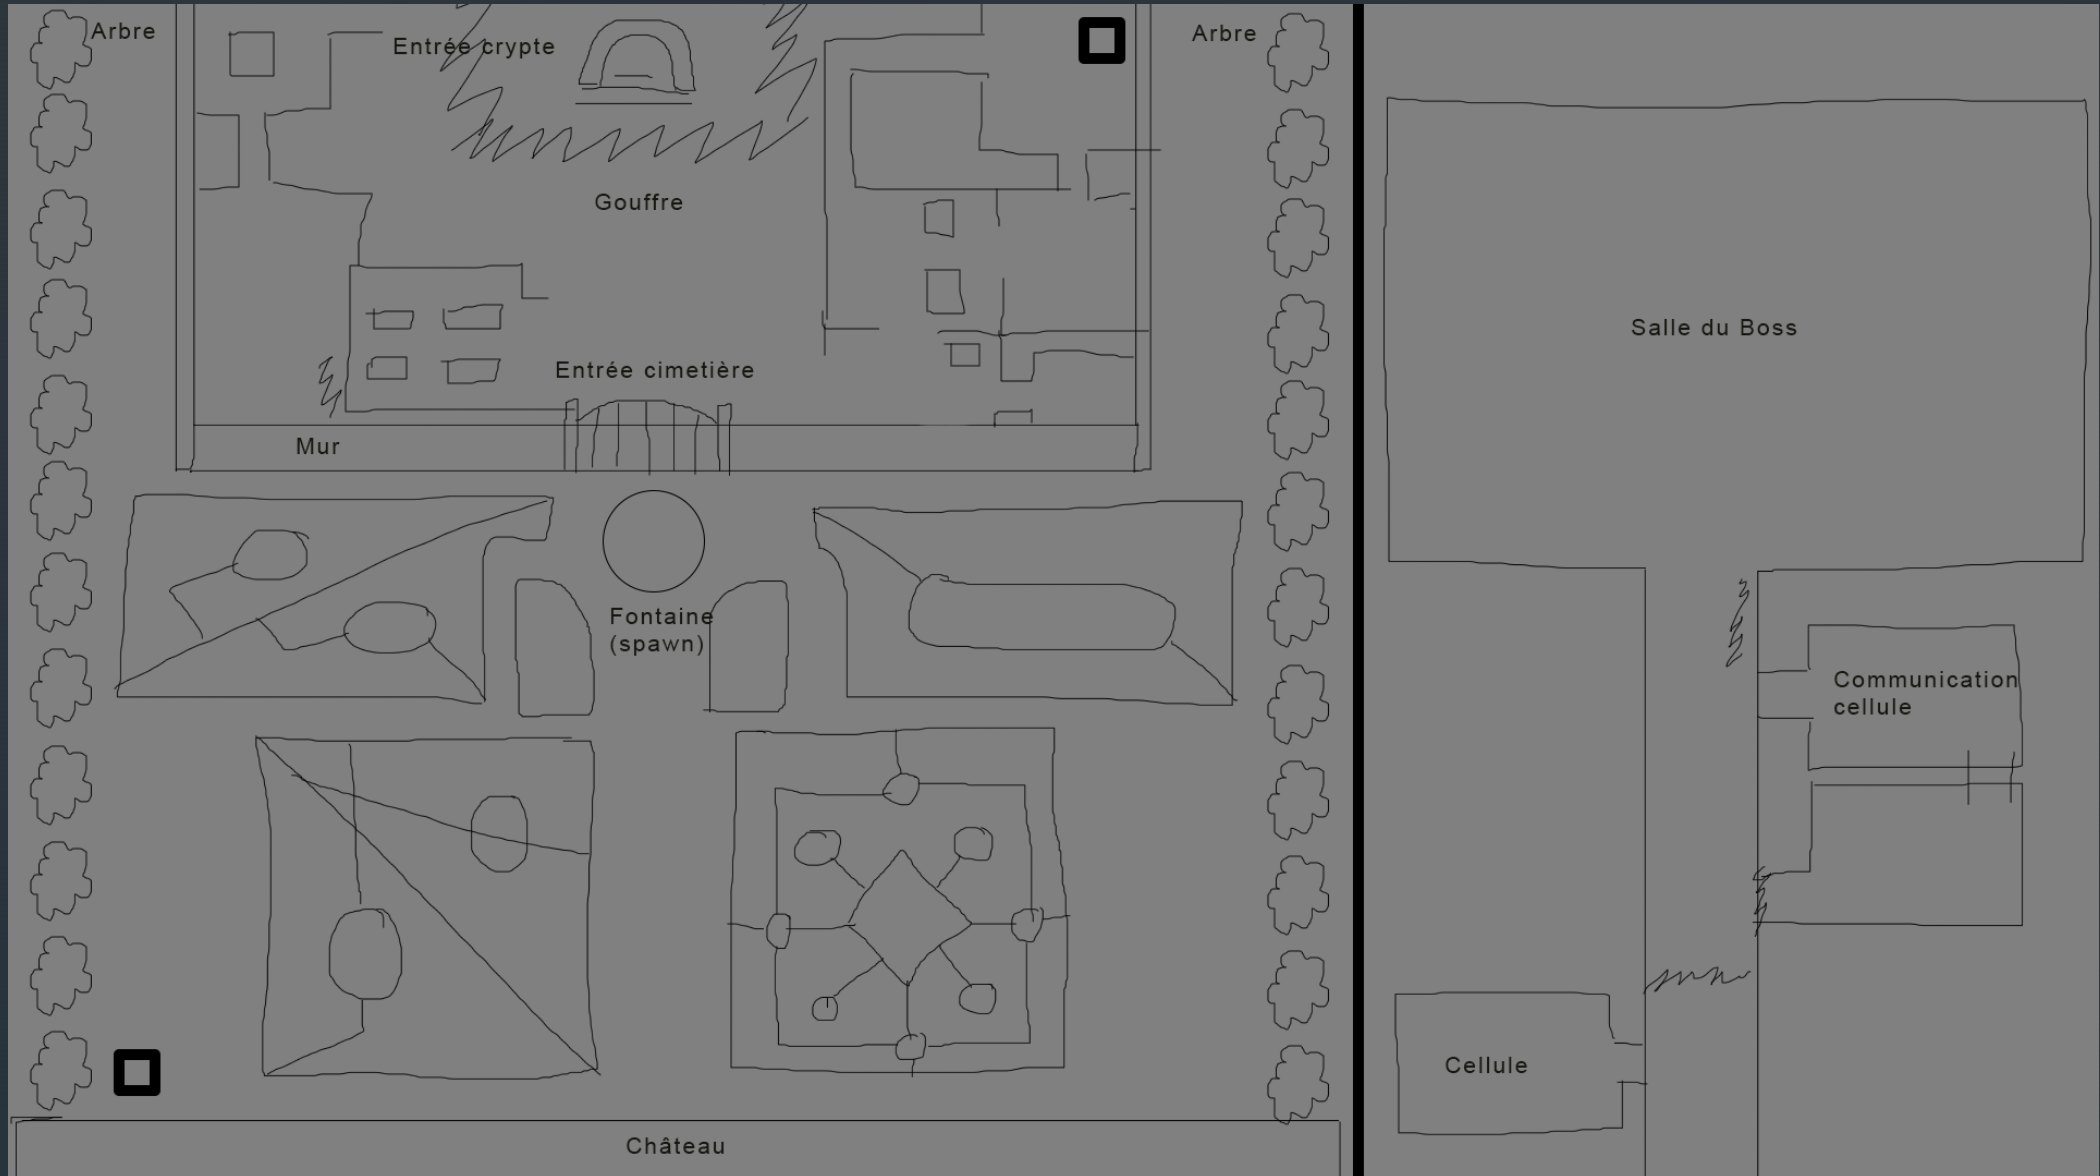 Arbre
Entrée crypte
Arbre
Gouffre
Entrée cimetière
Mur
Fontaine
(spawn)
Château
Salle du Boss
Communication
cellule
Cellule